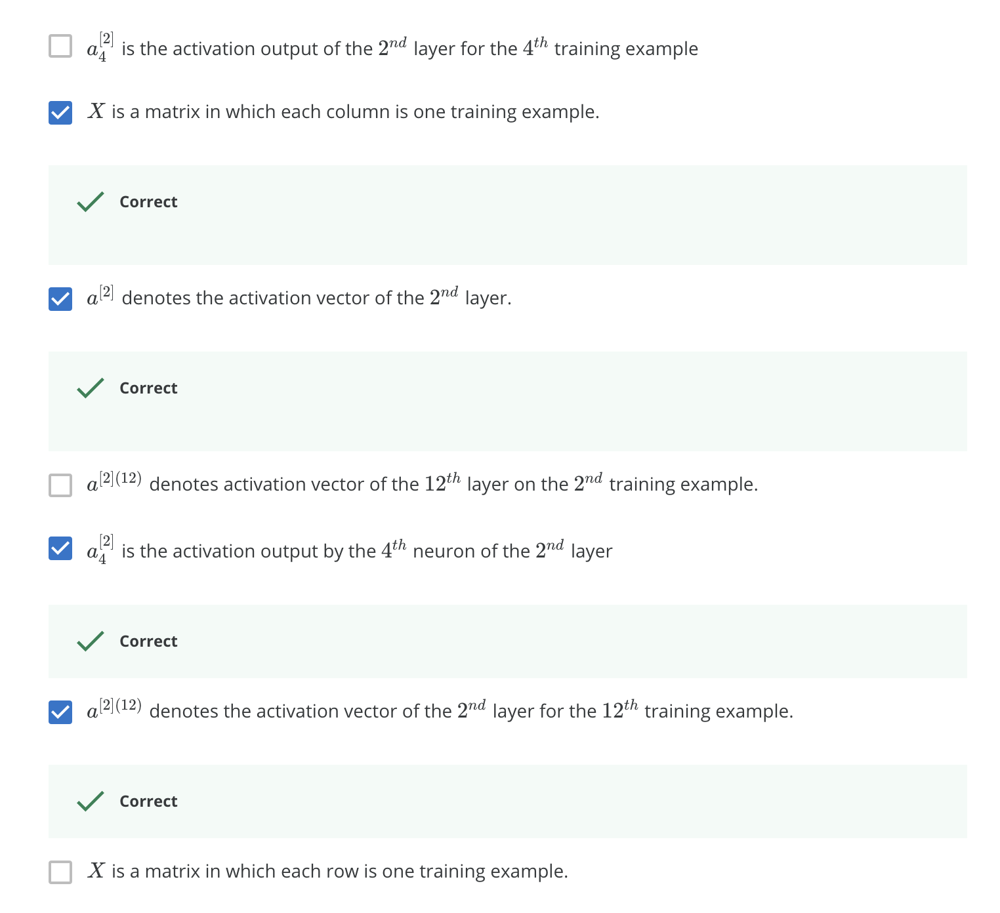 $a_4^{[2]}$ is the activation output of the $2^{nd}$ layer for the $4^{th}$ training example
$X$ is a matrix in which each column is one training example.
Correct
$a^{[2]}$ denotes the activation vector of the $2^{nd}$ layer.
Correct
$a^{[2](12)}$ denotes activation vector of the $12^{th}$ layer on the $2^{nd}$ training example.
$a_4^{[2]}$ is the activation output by the $4^{th}$ neuron of the $2^{nd}$ layer
Correct
$a^{[2](12)}$ denotes the activation vector of the $2^{nd}$ layer for the $12^{th}$ training example.
Correct
$X$ is a matrix in which each row is one training example.